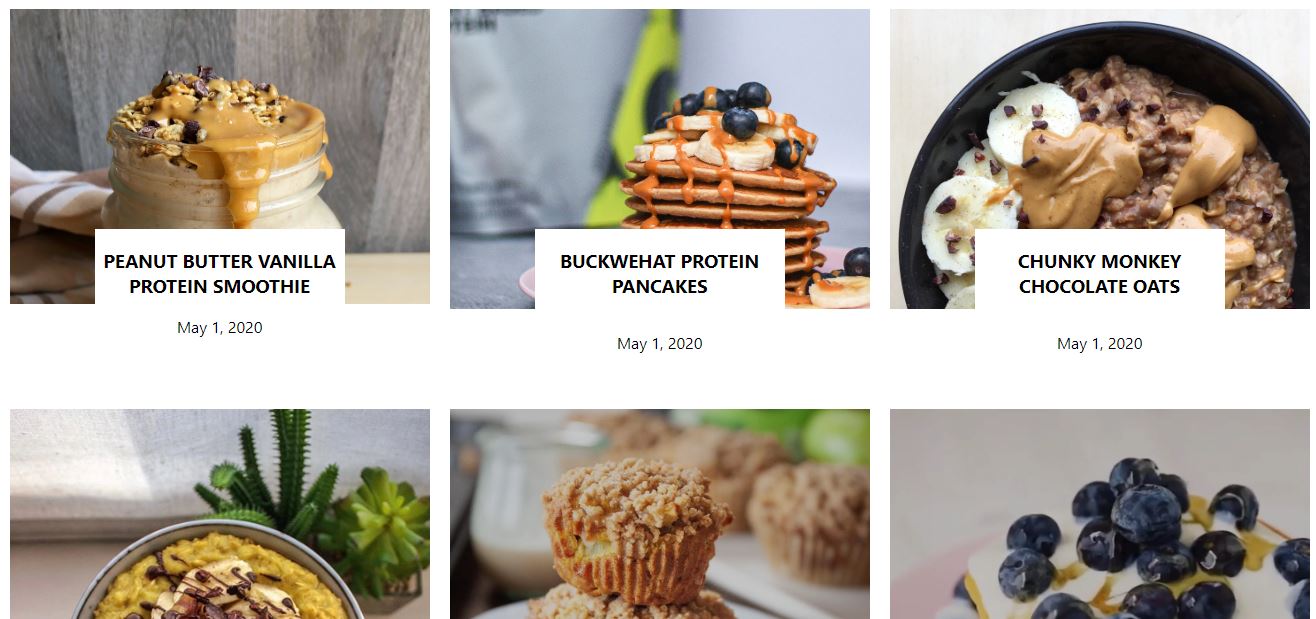 PEANUT BUTTER VANILLA
PROTEIN SMOOTHIE
May 1, 2020
BUCKWEHAT PROTEIN
PANCAKES
May 1, 2020
CHUNKY MONKEY
CHOCOLATE OATS
May 1, 2020